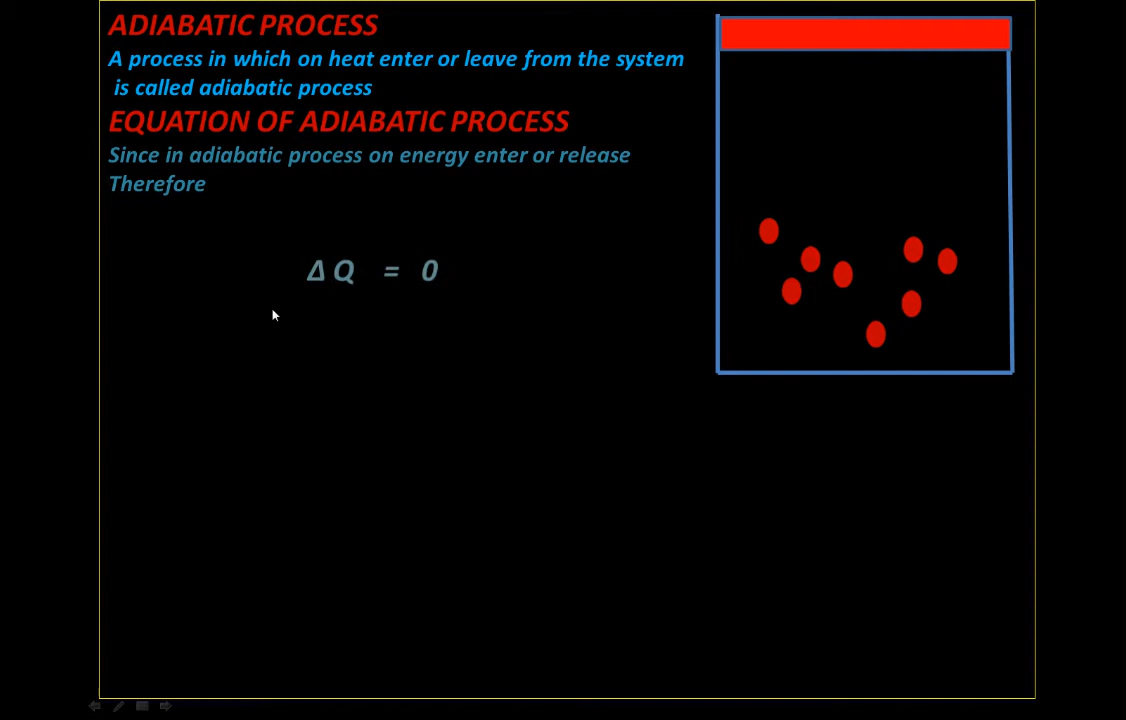 ADIABATIC PROCESS
A process in which on heat enter or leave from the system
is called adiabatic process
EQUATION OF ADIABATIC PROCESS
Since in adiabatic process on energy enter or release
Therefore
Δ Q = 0